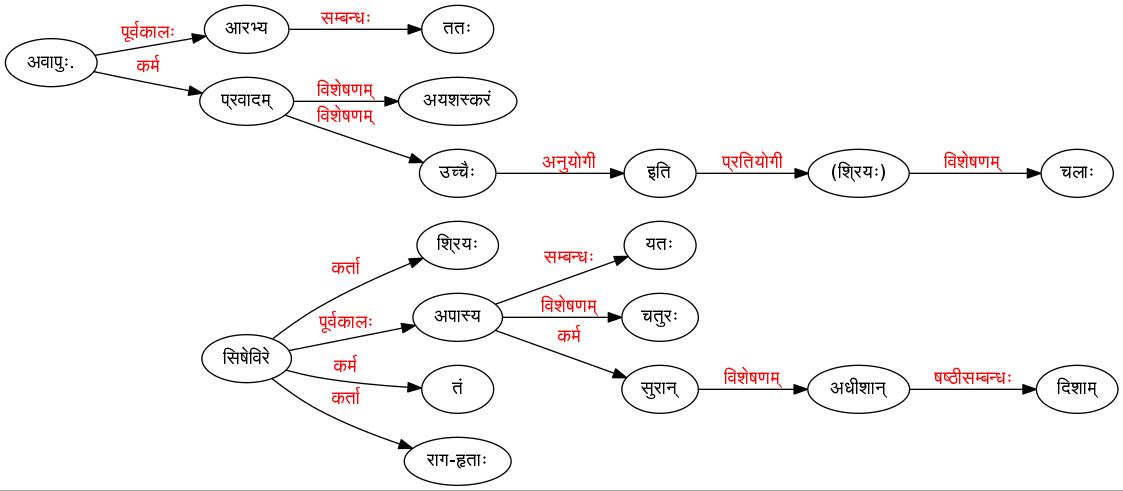 सम्बन्धः
पूर्वकालः
आरभ्य
ततः
अवापुः.
कर्म
विशेषणम्
प्रवादम्
अयशस्करं
विशेषणम्
अनुयोगी
प्रतियोगी
विशेषणम्
उच्चैः
इति
(श्रियः)
चलाः
श्रियः
यतः
सम्बन्धः
कर्ता
विशेषणम्
अपास्य
चतुरः
पूर्वकालः
कर्म
सिषेविरे
कर्म
विशेषणम्
षष्ठीसम्बन्धः
तं
सुरान्
अधीशान्
दिशाम्
कर्ता
राग-हृताः